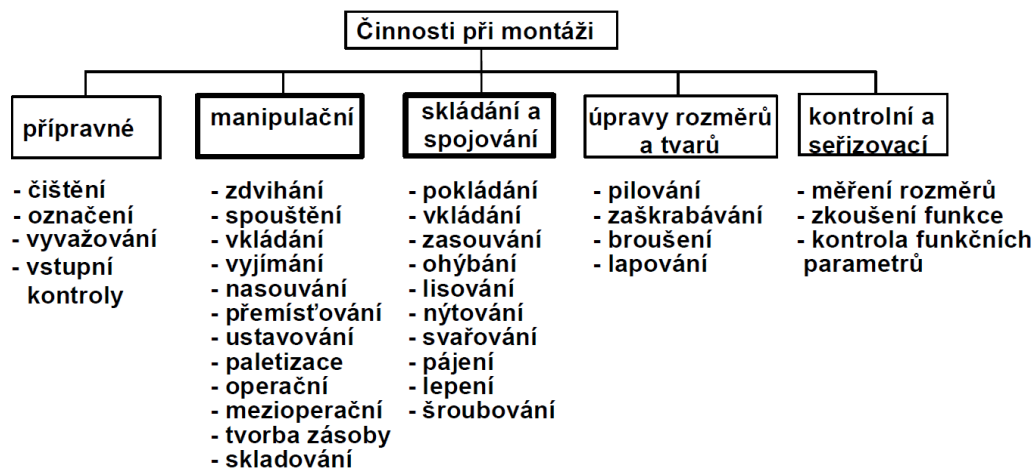 Činnosti při montáži
přípravné
manipulační
skládání a
spojování
úpravy rozměrů
a tvarů
kontrolní a
seřizovací
- čištění
- označení
- vyvažování
- vstupní
kontroly
- zdvihání
- spouštění
- vkládání
- vyjímání
- nasouvání
- přemísťování
- ustavování
- paletizace
- operační
- mezioperační
- tvorba zásoby
- skladování
- pokládání
- vkládání
- zasouvání
- ohýbání
- lisování
- nýtování
- svařování
- pájení
- lepení
- šroubování
- pilování
- zaškrabávání
- broušení
- lapování
- měření rozměrů
- zkoušení funkce
- kontrola funkčních
parametrů